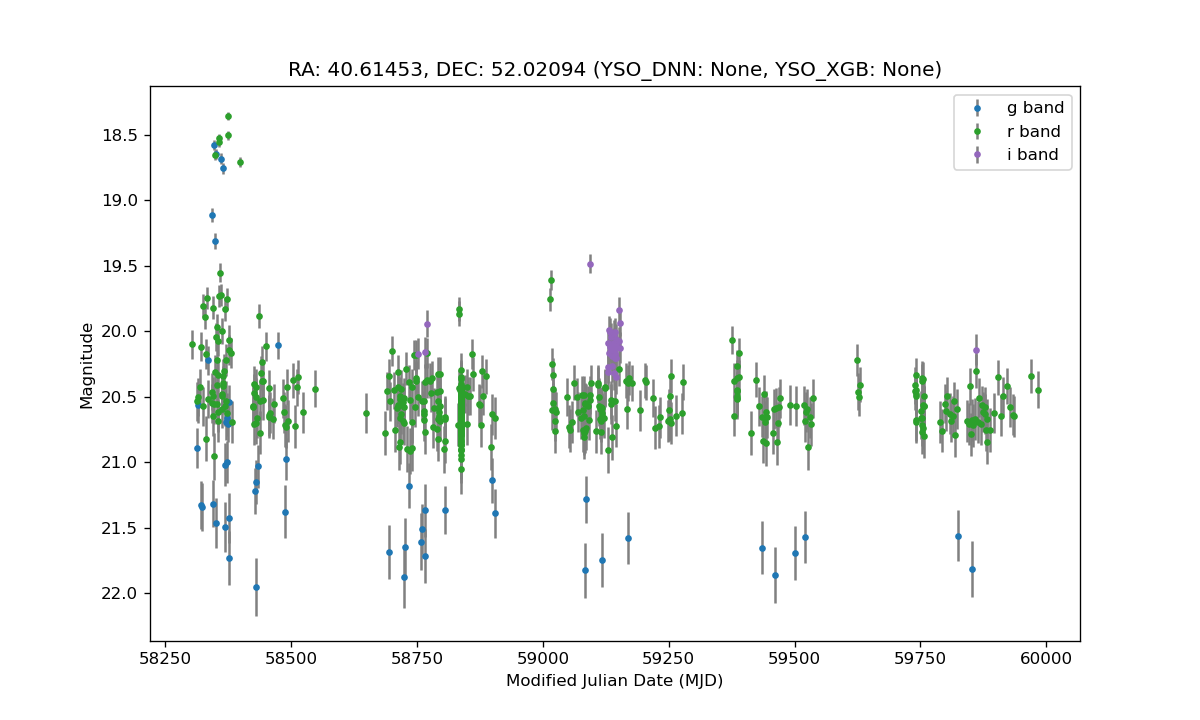 RA: 40.61453, DEC: 52.02094 (YSO_DNN: None, YSO_XGB: None)
g band
r band
i band
18.5
19.0
19.5
20.0
20.5
21.0
21.5
22.0
Magnitude
58250
58500
58750
59000
59250
59500
59750
60000
Modified Julian Date (MJD)